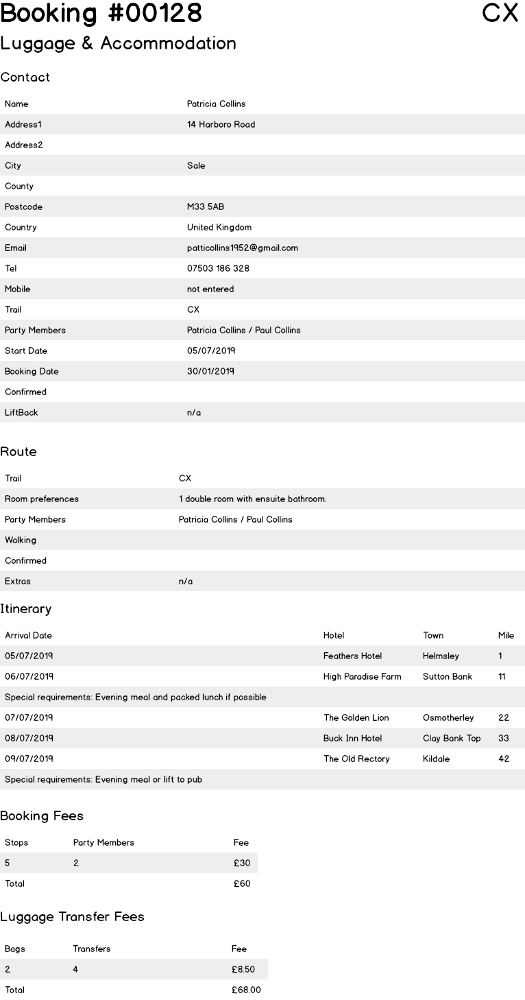 Booking #00128 CX
Luggage & Accommodation
Contact
Name Patricia Collins
Address1 14 Harboro Road
Address2
City Sale
County
Postcode M33 5AB
Country United Kingdom
Email patticollins1952@gmail.com
Tel 07503 186 328
Mobile not entered
Trail CX
Party Members Patricia Collins / Paul Collins
Start Date 05/07/2019
Booking Date 30/01/2019
Confirmed
LiftBack n/a
Route
Trail CX
Room preferences 1 double room with ensuite bathroom.
Party Members Patricia Collins / Paul Collins
Walking
Confirmed
Extras n/a
Itinerary
Arrival Date Hotel Town Mile
05/07/2019 Feathers Hotel Helmsley 1
06/07/2019 High Paradise Farm Sutton Bank 11
Special requirements: Evening meal and packed lunch if possible
07/07/2019 The Golden Lion Osmotherley 22
08/07/2019 Buck Inn Hotel Clay Bank Top 33
09/07/2019 The Old Rectory Kildale 42
Special requirements: Evening meal or lift to pub
Booking Fees
Stops Party Members Fee
5 2 £30
Total £60
Luggage Transfer Fees
Bags Transfers Fee
2 4 £8.50
Total £68.00